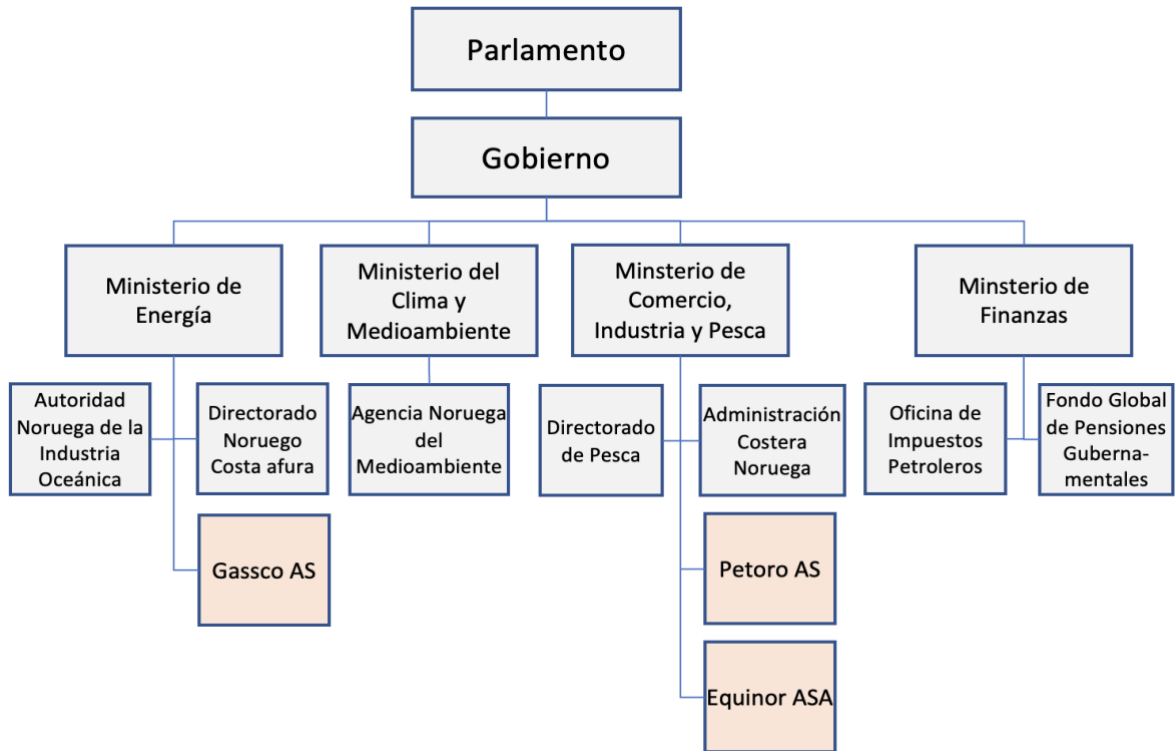 Parlamento
Gobierno
Ministerio de
Energía
Ministerio del
Clima y
Medioambiente
Minsterio de
Comercio,
Industria y Pesca
Minsterio de
Finanzas
Autoridad
Noruega de la
Industria
Oceánica
Directorado
Noruego
Costa afura
Agencia Noruega
del
Medioambiente
Directorado
de Pesca
Administración
Costera
Noruega
Oficina de
Impuestos
Petroleros
Fondo Global
de Pensiones
Guberna-
mentales
Gassco AS
Petoro AS
Equinor ASA